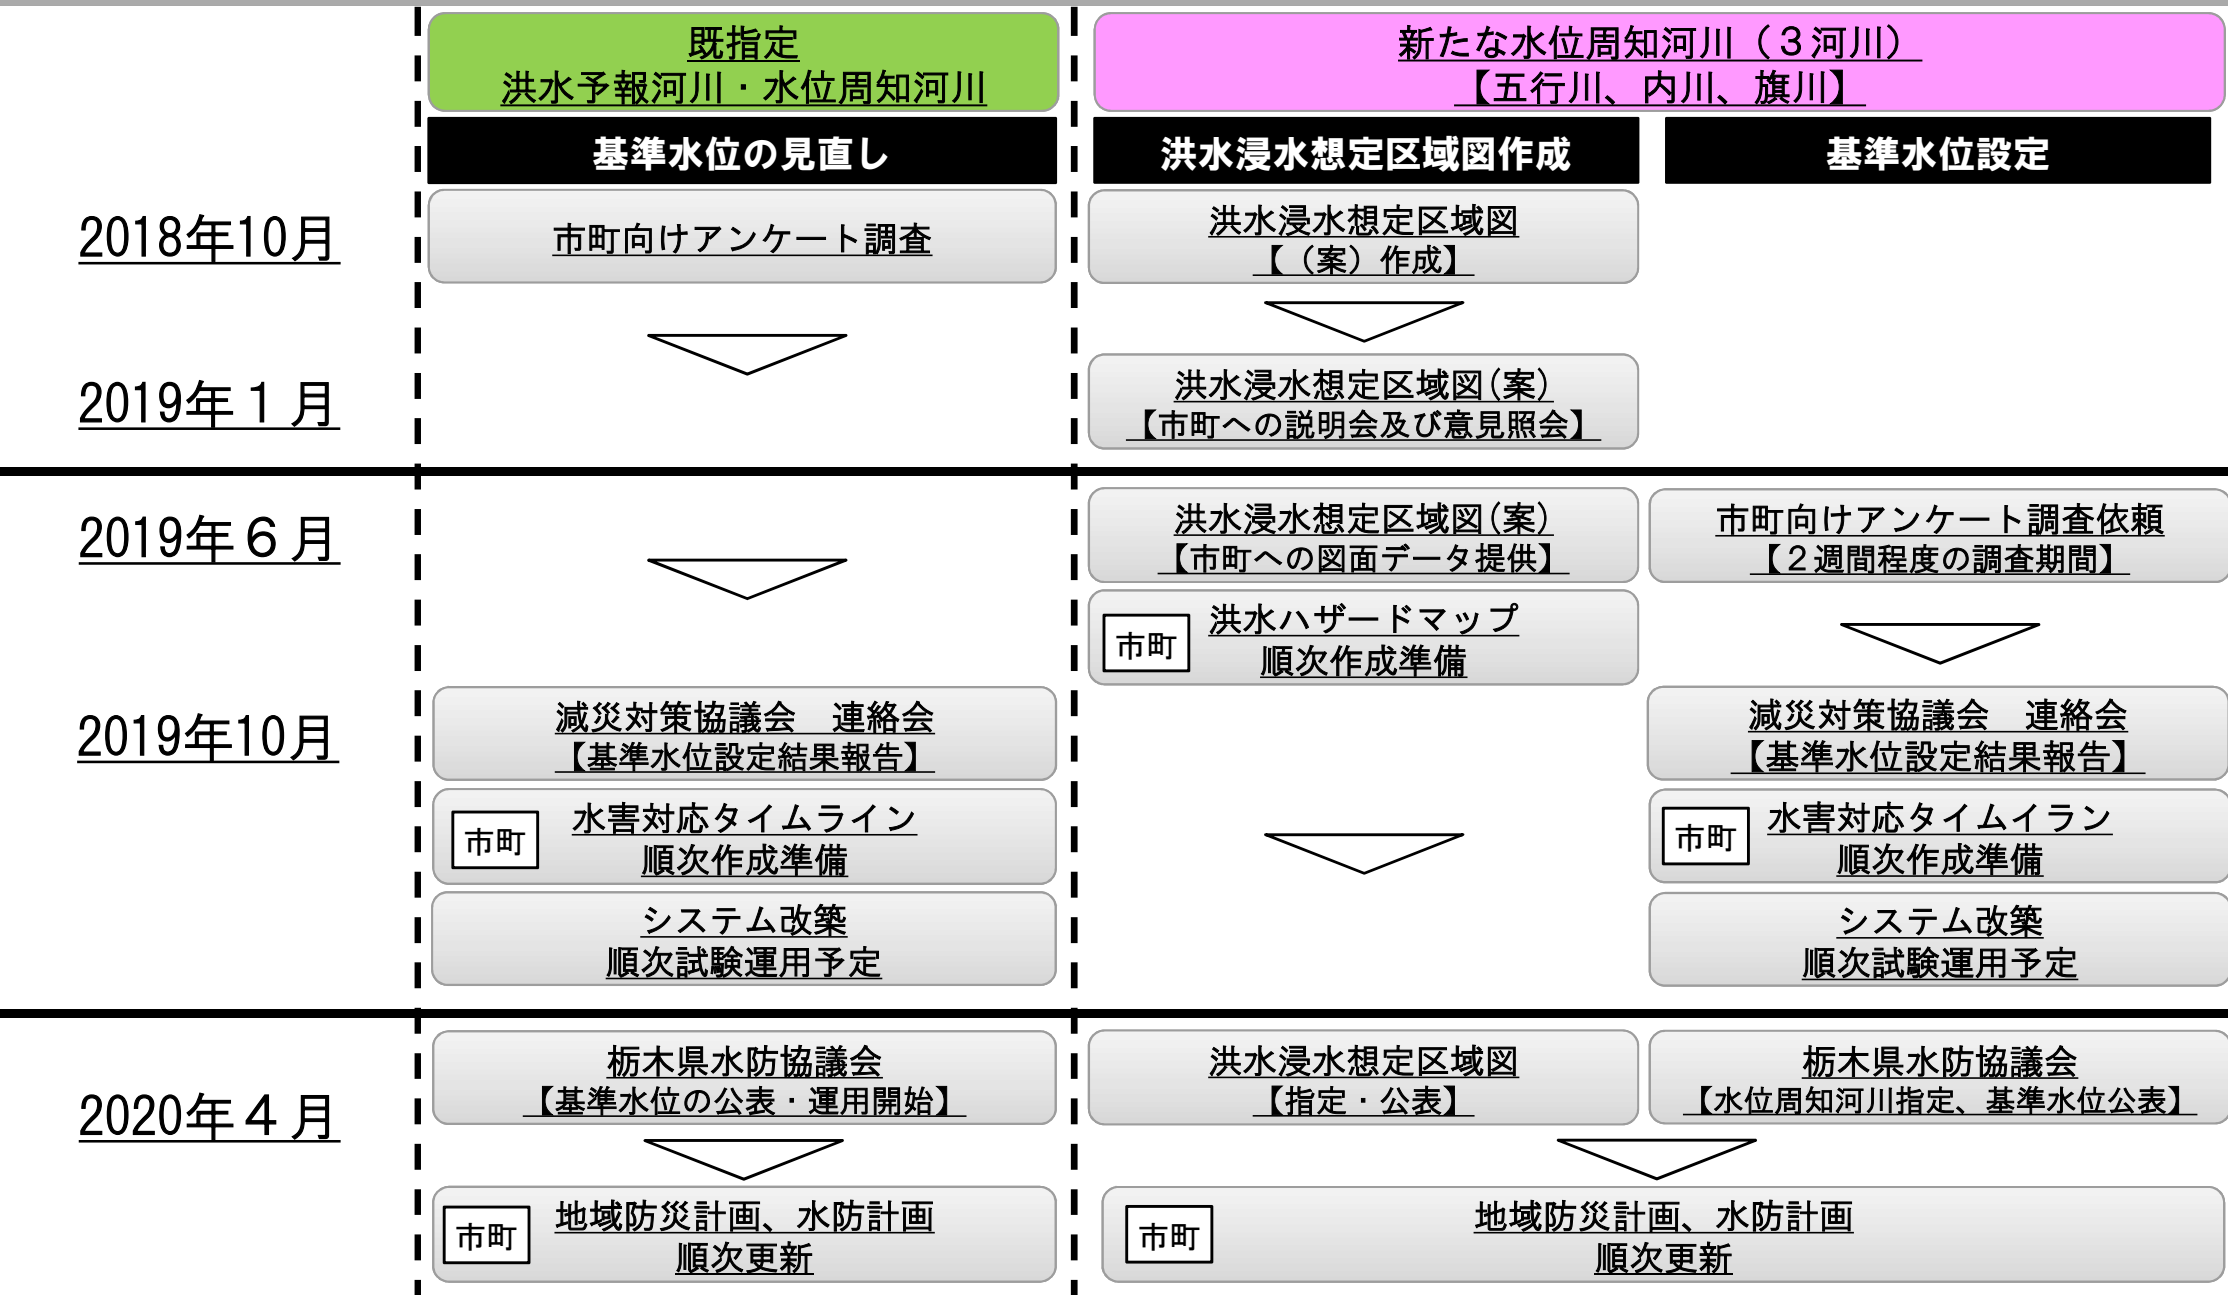 既指定
洪水予報河川・水位周知河川
新たな水位周知河川（３河川）
【五行川、内川、旗川】
基準水位の見直し
洪水浸水想定区域図作成
基準水位設定
2018年10月
市町向けアンケート調査
洪水浸水想定区域図
【（案）作成】
2019年１月
洪水浸水想定区域図(案)
【市町への説明会及び意見照会】
2019年６月
洪水浸水想定区域図(案)
【市町への図面データ提供】
市町向けアンケート調査依頼
【２週間程度の調査期間】
市町
洪水ハザードマップ
順次作成準備
2019年10月
減災対策協議会　連絡会
【基準水位設定結果報告】
減災対策協議会　連絡会
【基準水位設定結果報告】
市町
水害対応タイムライン
順次作成準備
市町
水害対応タイムイラン
順次作成準備
システム改築
順次試験運用予定
システム改築
順次試験運用予定
2020年４月
栃木県水防協議会
【基準水位の公表・運用開始】
洪水浸水想定区域図
【指定・公表】
栃木県水防協議会
【水位周知河川指定、基準水位公表】
市町
地域防災計画、水防計画
順次更新
市町
地域防災計画、水防計画
順次更新